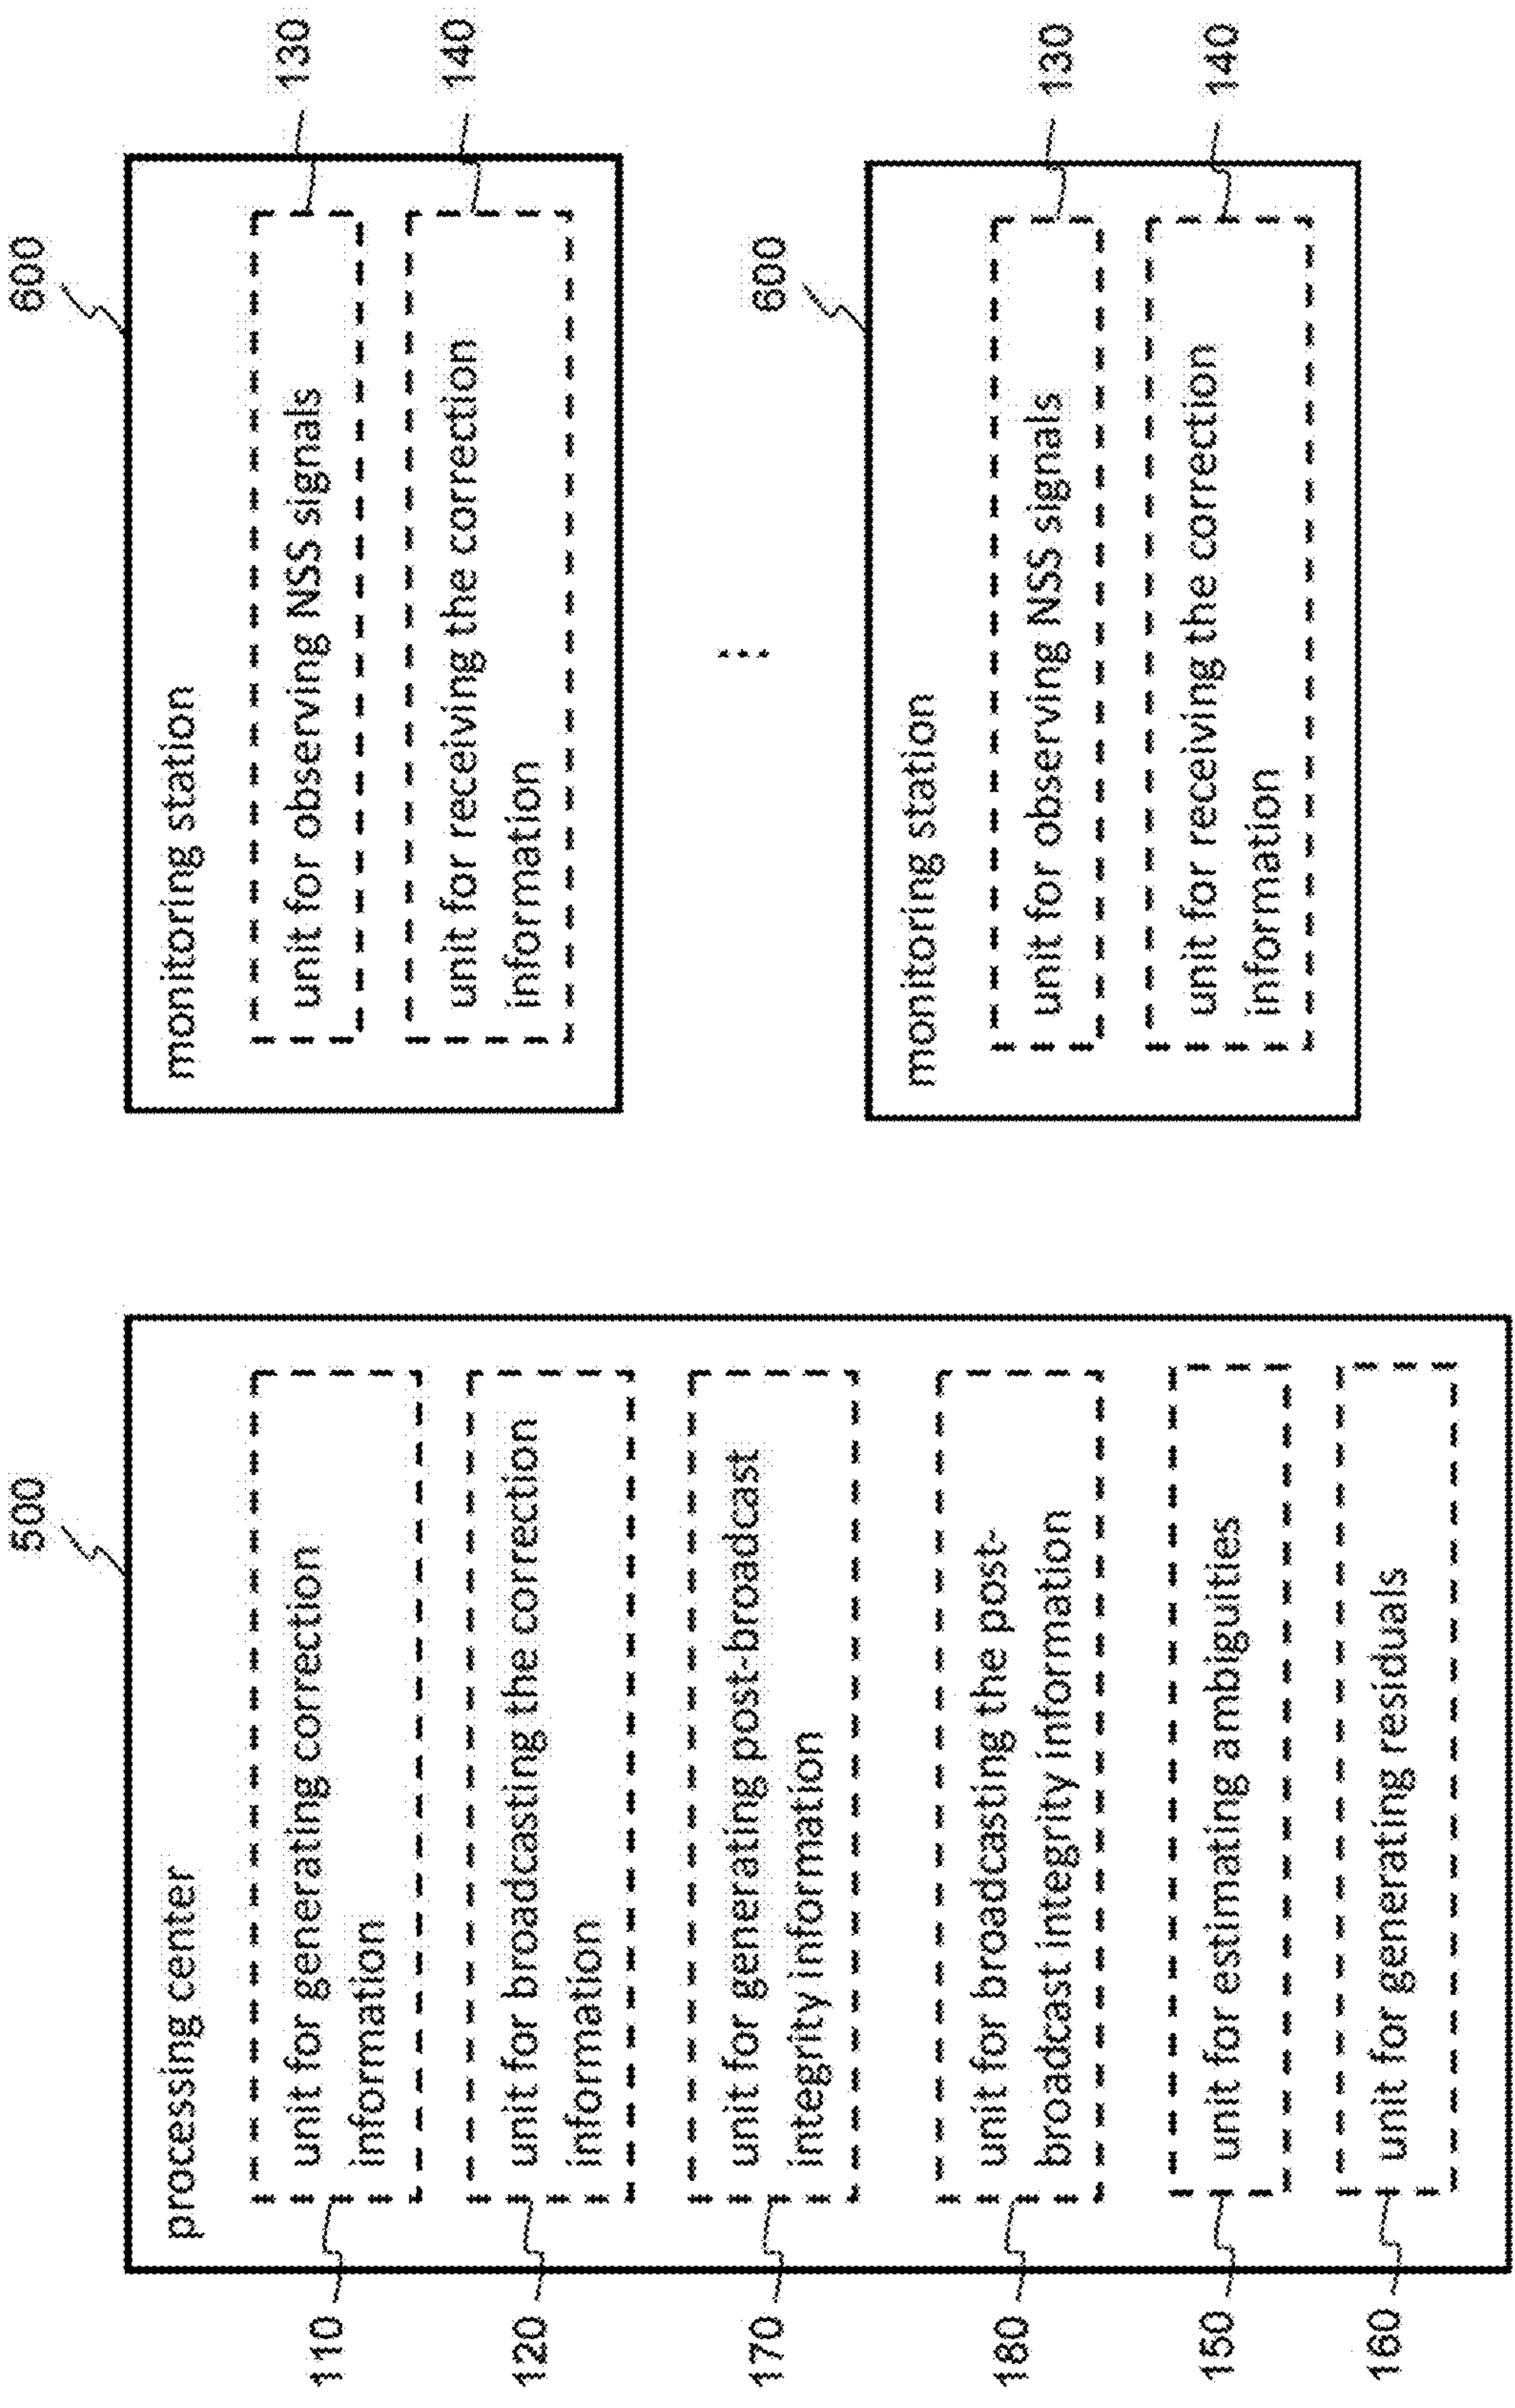 500
processing center
110
unit for generating correction
information
120
unit for broadcasting the correction
information
170
unit for generating post-broadcast
integrity information
180
unit for broadcasting the post-
broadcast integrity information
150
unit for estimating ambiguities
160
unit for generating residuals
600
monitoring station
unit for observing NSS signals
130
unit for receiving the correction
information
140
...
600
monitoring station
unit for observing NSS signals
130
unit for receiving the correction
information
140